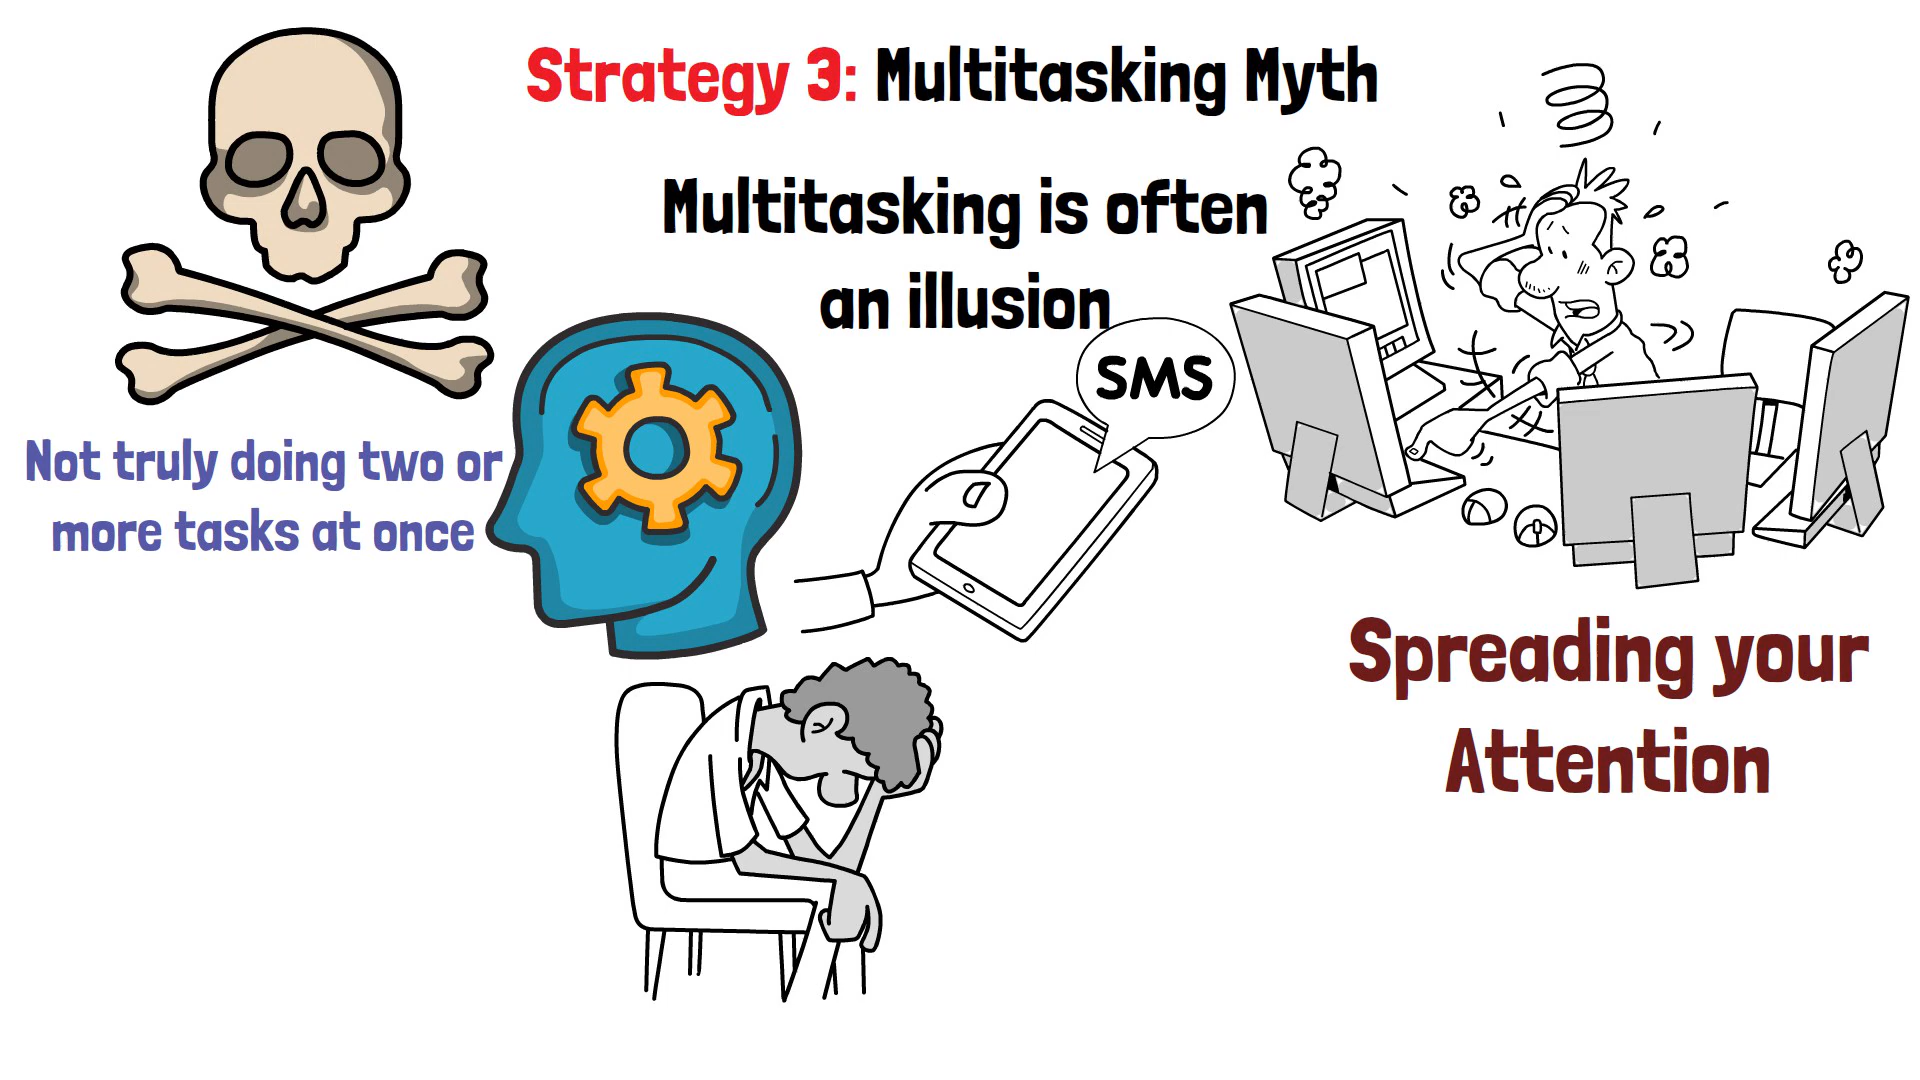 Strategy 3: Multitasking Myth
Multitasking is often
an illusion
SMS
Not truly doing two or
more tasks at once
Spreading your
Attention